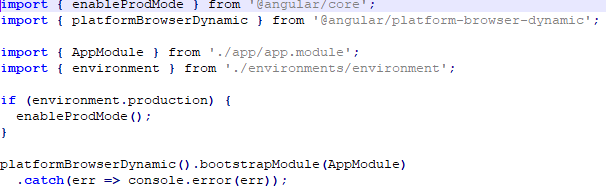 import { enableProdMode } from '@angular/core';
import { platformBrowserDynamic } from '@angular/platform-browser-dynamic';

import { AppModule } from './app/app.module';
import { environment } from './environments/environment';

if (environment.production) {
  enableProdMode();
}

platformBrowserDynamic().bootstrapModule(AppModule)
  .catch(err => console.error(err));